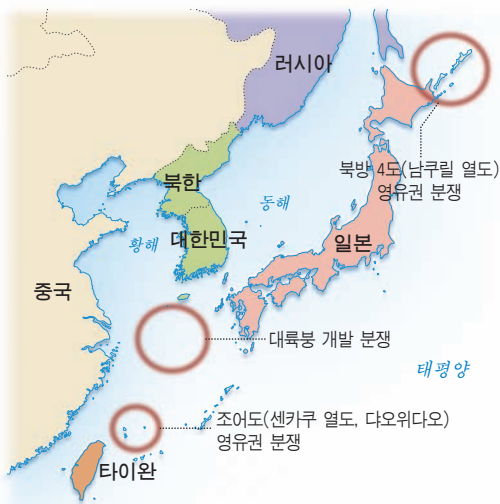 러시아
북방 4도(남쿠릴 열도)
영유권 분쟁
북한
동해
황해
대한민국
일본
중국
대륙붕 개발 분쟁
태평양
조어도(센카쿠 열도, 댜오위다오)
영유권 분쟁
타이완